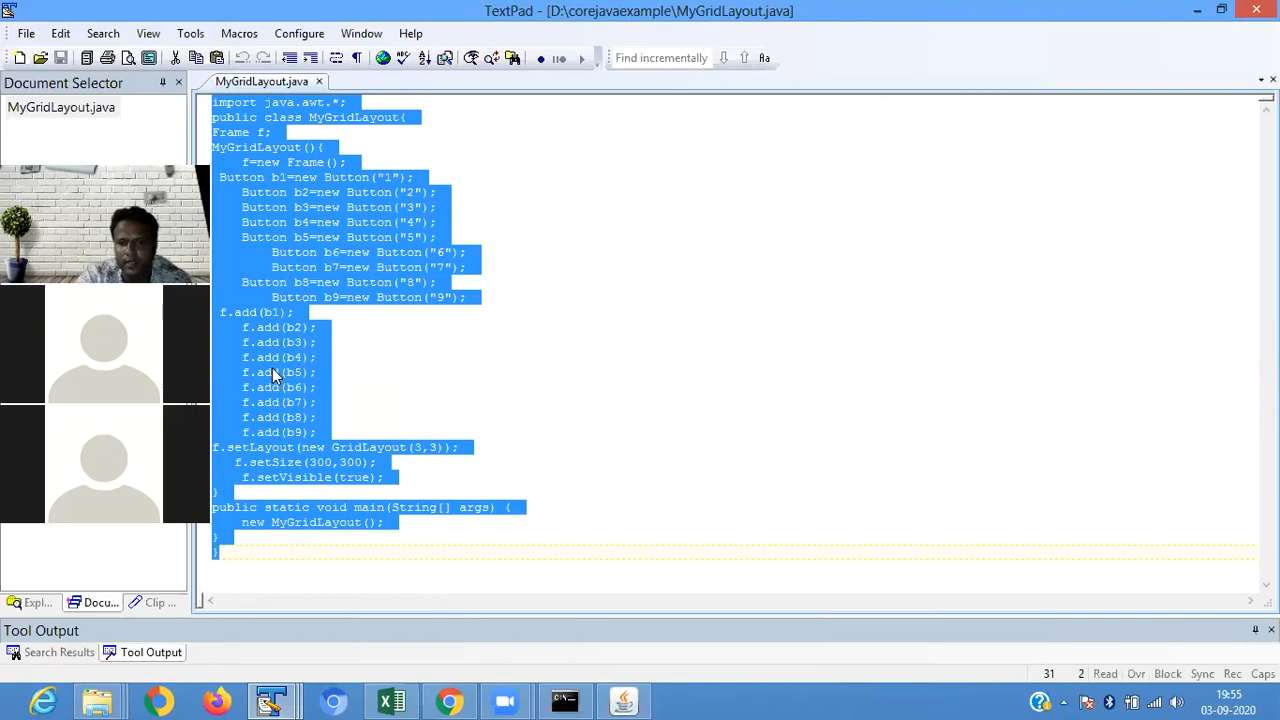 TextPad - [D:\corejavaexample\MyGridLayout.java]
File Edit Search View Tools Macros Configure Window Help
Find incrementally
Document Selector
MyGridLayout.java
MyGridLayout.java
import java.awt.*;
public class MyGridLayout{
Frame f;
MyGridLayout(){
f=new Frame();
Button b1=new Button("1");
Button b2=new Button("2");
Button b3=new Button("3");
Button b4=new Button("4");
Button b5=new Button("5");
Button b6=new Button("6");
Button b7=new Button("7");
Button b8=new Button("8");
Button b9=new Button("9");
f.add(b1);
f.add(b2);
f.add(b3);
f.add(b4);
f.add(b5);
f.add(b6);
f.add(b7);
f.add(b8);
f.add(b9);
f.setLayout(new GridLayout(3,3));
f.setSize(300,300);
f.setVisible(true);
}
public static void main(String[] args) {
new MyGridLayout();
}
}
Expl... Docu... Clip ...
Tool Output
Search Results Tool Output
31 2 Read Ovr Block Sync Rec Caps
19:55
03-09-2020